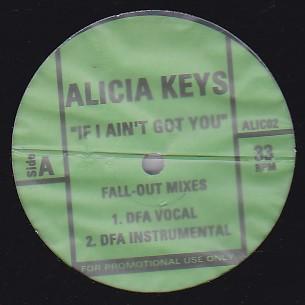 ALICIA KEYS
"IF I AIN'T GOT YOU"
ALIC02
Side
A
33
RPM
FALL-OUT MIXES
1. DFA VOCAL
2. DFA INSTRUMENTAL
FOR PROMOTIONAL USE ONLY